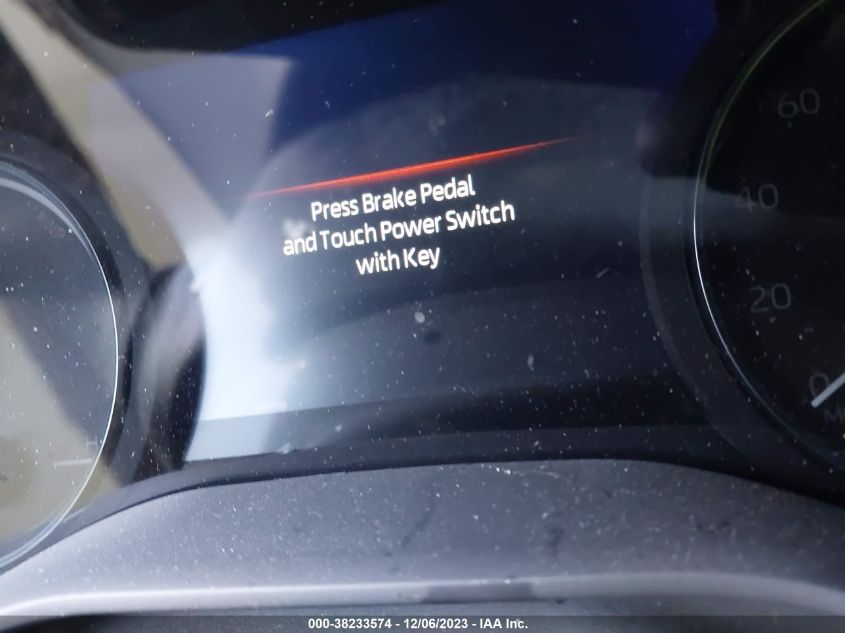 Press Brake Pedal
and Touch Power Switch
with Key
60
40
20
0
H
000-38233574 - 12/06/2023 - IAA Inc.